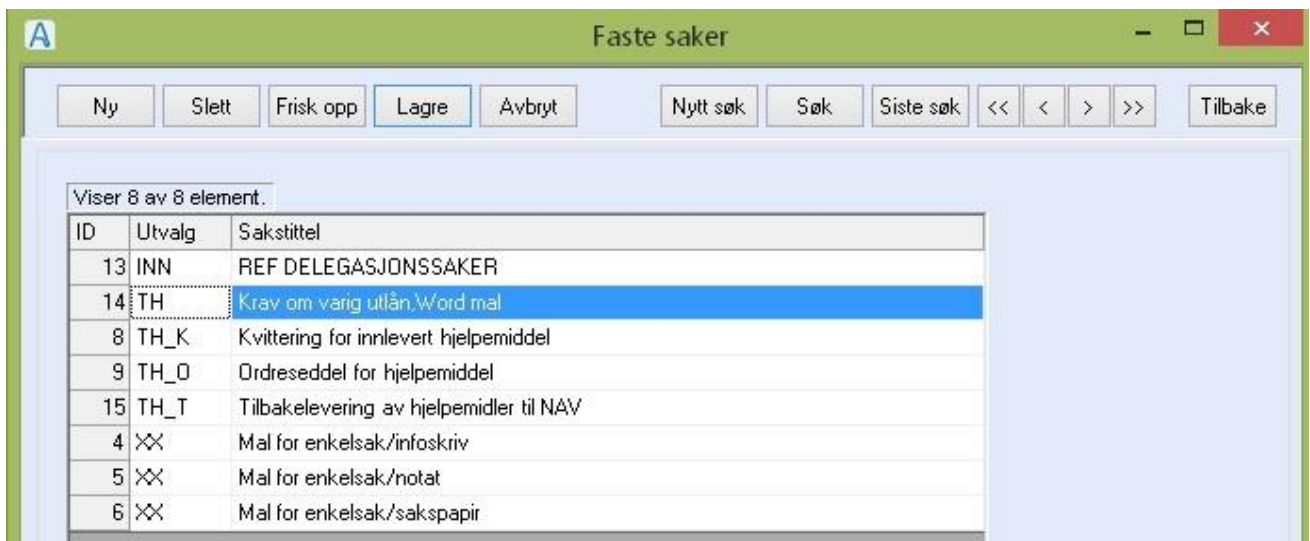 A Faste saker
Ny Slett Frisk opp Lagre Avbryt Nytt søk Søk Siste søk << < > >> Tilbake
Viser 8 av 8 element.
ID Utvalg Sakstittel
13 INN REF DELEGASJONSSAKER
14 TH Krav om varig utlån,Word mal
8 TH_K Kvittering for innlevert hjelpemiddel
9 TH_O Ordreseddel for hjelpemiddel
15 TH_T Tilbakelevering av hjelpemidler til NAV
4 XX Mal for enkelsak/infoskriv
5 XX Mal for enkelsak/notat
6 XX Mal for enkelsak/sakspapir